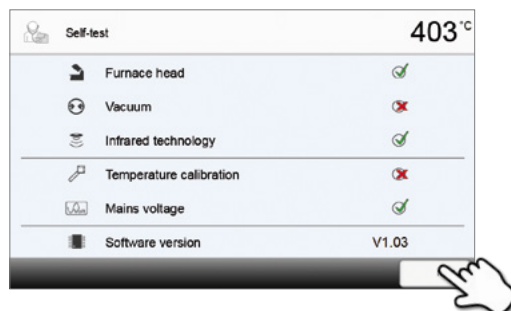 Self-test 403 °C
Furnace head
Vacuum
Infrared technology
Temperature calibration
Mains voltage
Software version V1.03